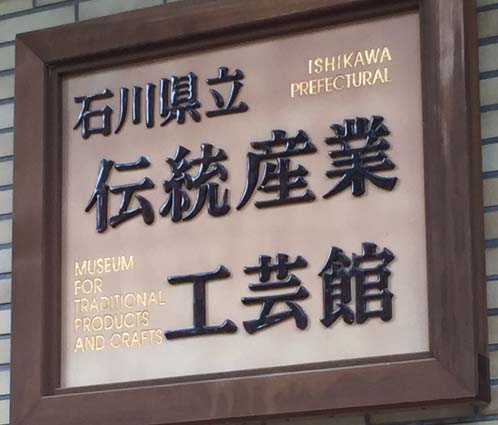 石川県立
ISHIKAWA
PREFECTURAL
伝統産業
工芸館
MUSEUM
FOR
TRADITIONAL
PRODUCTS
AND CRAFTS